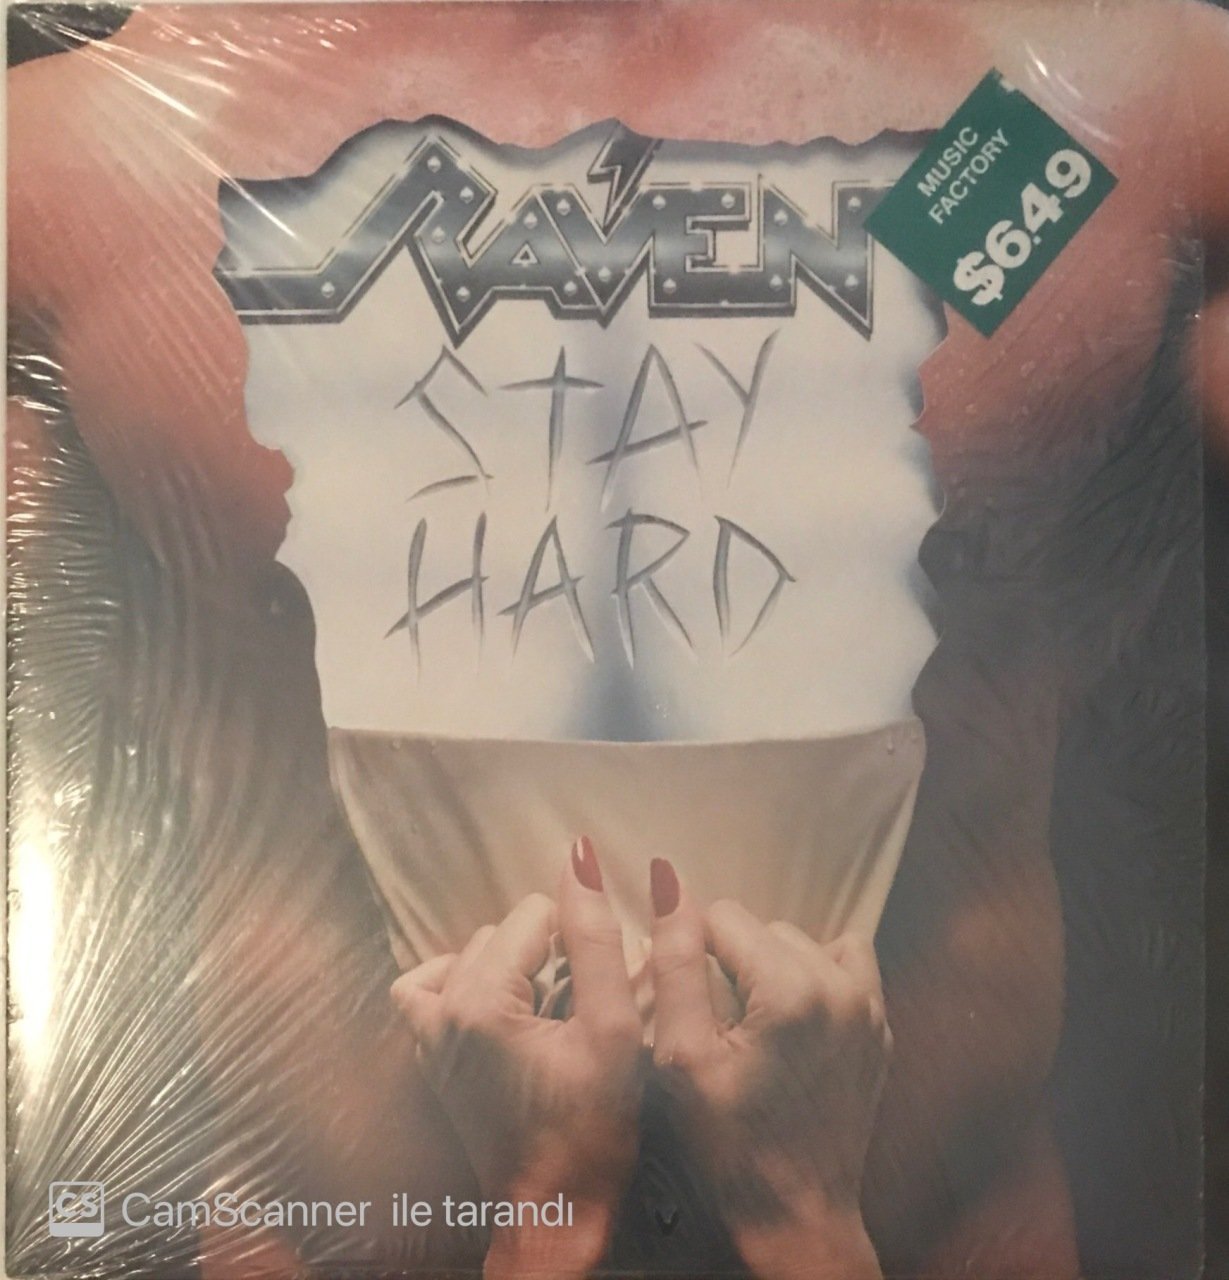 RAVEN
MUSIC
FACTORY
$6.49
STAY
HARD
CS CamScanner ile tarandı